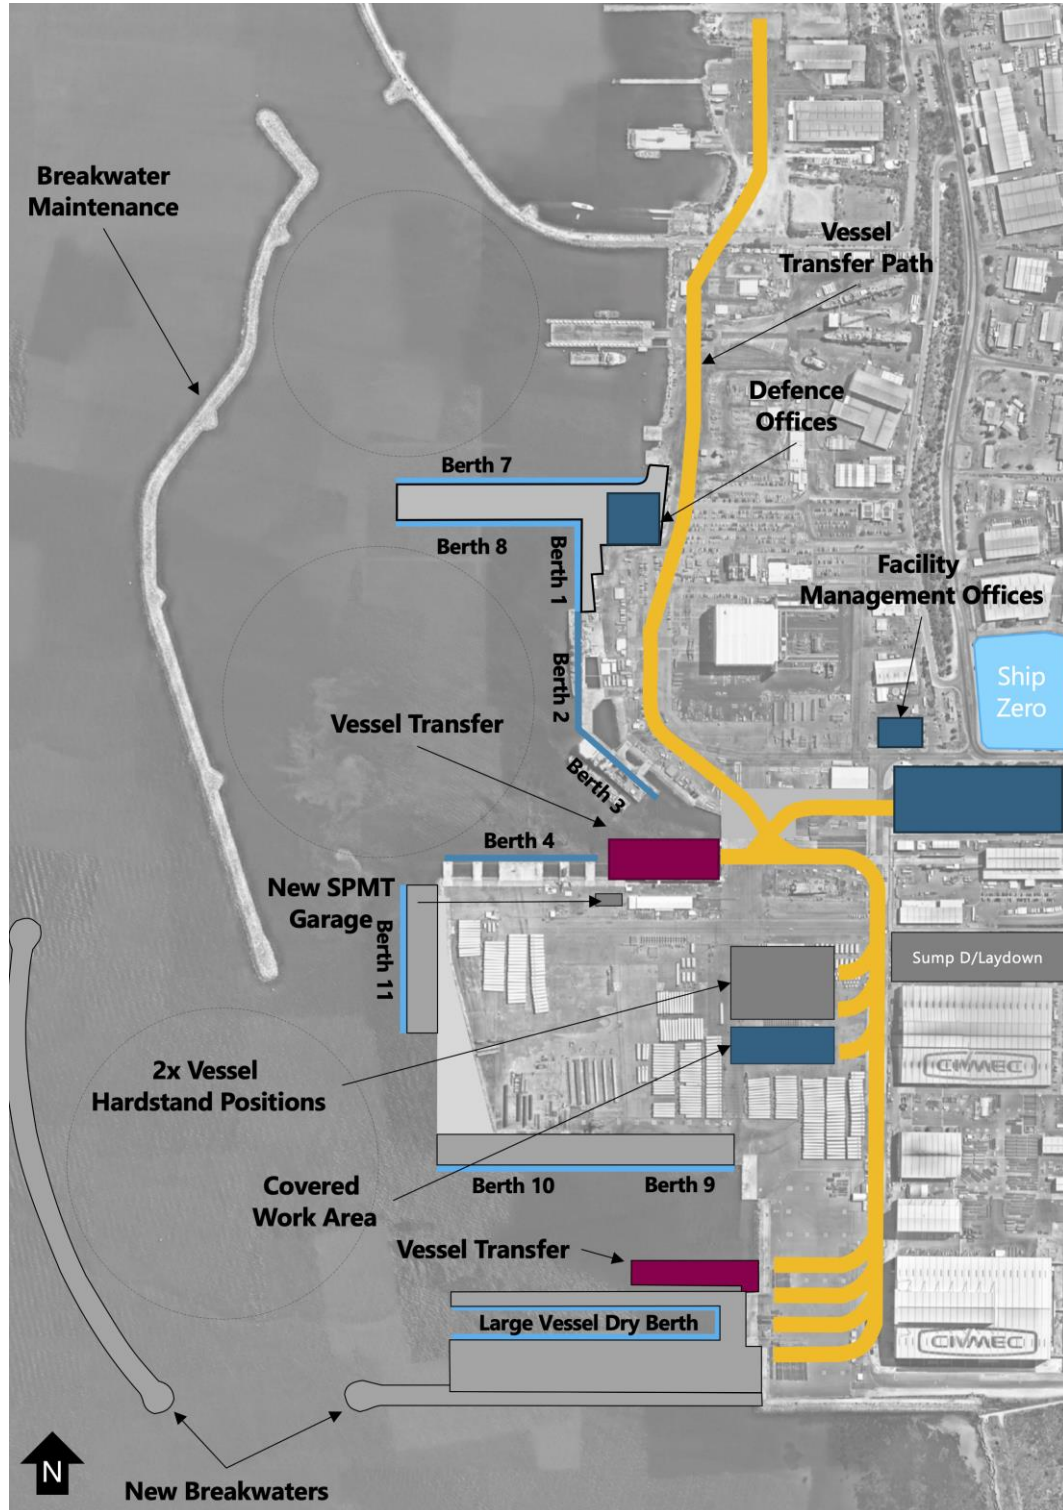 Breakwater
Maintenance
Vessel
Transfer Path
Defence
Offices
Berth 7
Berth 8
Berth 1
Facility
Management Offices
Berth 2
Ship
Zero
Vessel Transfer
Berth 3
Berth 4
New SPMT
Garage
Berth 11
Sump D/Laydown
2x Vessel
Hardstand Positions
CIVMEC
Covered
Work Area
Berth 10
Berth 9
Vessel Transfer
Large Vessel Dry Berth
CIVMEC
N
New Breakwaters